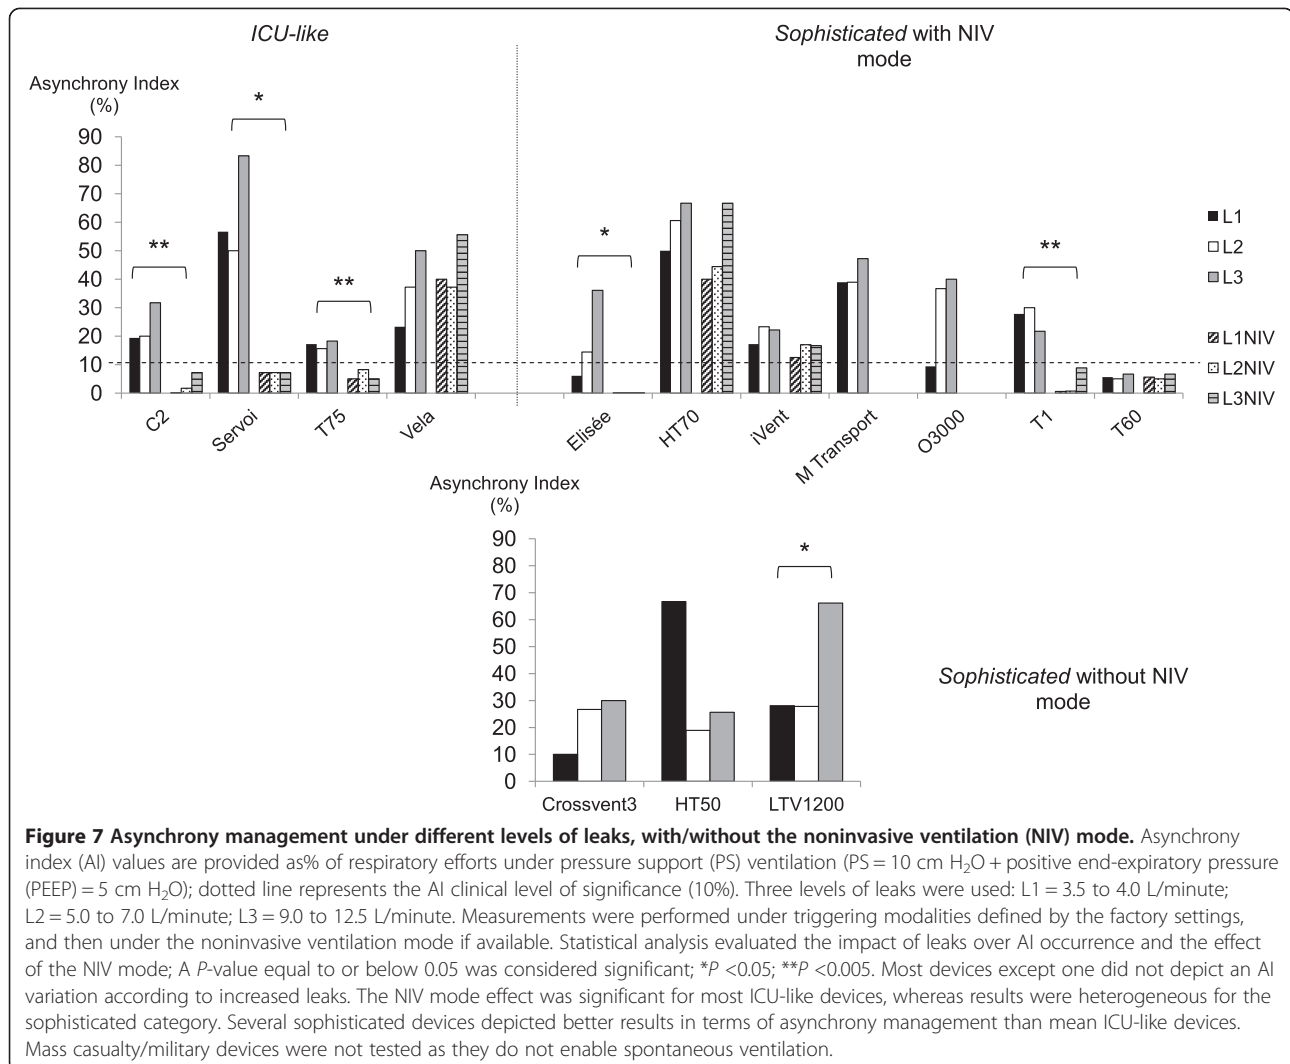 ICU-like
Sophisticated with NIV
mode
Asynchrony Index
(%)
*
**
**
*
**
90
80
70
60
50
40
30
20
10
0
C2
Servoi
T75
Vela
Elisée
HT70
iVent
M Transport
O3000
T1
T60
L1
L2
L3
L1NIV
L2NIV
L3NIV
Asynchrony Index
(%)
*
90
80
70
60
50
40
30
20
10
0
Crossvent3
HT50
LTV1200
Sophisticated without NIV
mode
Figure 7 Asynchrony management under different levels of leaks, with/without the noninvasive ventilation (NIV) mode. Asynchrony
index (AI) values are provided as% of respiratory efforts under pressure support (PS) ventilation (PS = 10 cm H2O + positive end-expiratory pressure
(PEEP) = 5 cm H2O); dotted line represents the AI clinical level of significance (10%). Three levels of leaks were used: L1 = 3.5 to 4.0 L/minute;
L2 = 5.0 to 7.0 L/minute; L3 = 9.0 to 12.5 L/minute. Measurements were performed under triggering modalities defined by the factory settings,
and then under the noninvasive ventilation mode if available. Statistical analysis evaluated the impact of leaks over AI occurrence and the effect
of the NIV mode; A P-value equal to or below 0.05 was considered significant; *P <0.05; **P <0.005. Most devices except one did not depict an AI
variation according to increased leaks. The NIV mode effect was significant for most ICU-like devices, whereas results were heterogeneous for the
sophisticated category. Several sophisticated devices depicted better results in terms of asynchrony management than mean ICU-like devices.
Mass casualty/military devices were not tested as they do not enable spontaneous ventilation.